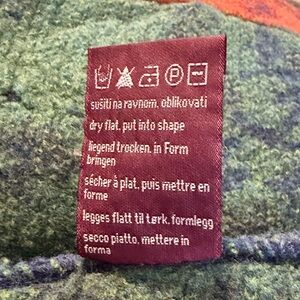 P
sušiti na ravnom, oblikovati
dry flat, put into shape
liegend trocken, in Form
bringen
sécher à plat, puis mettre en
forme
legges flatt til tørk, formlegg
secco piatto, mettere in
forma